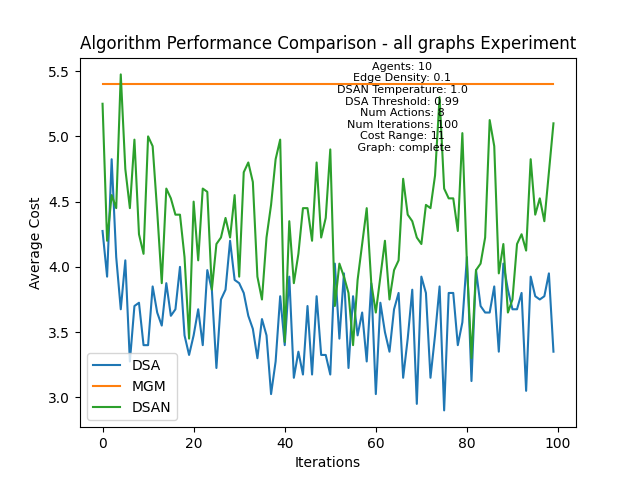 Algorithm Performance Comparison - all graphs Experiment
Agents: 10
Edge Density: 0.1
DSAN Temperature: 1.0
DSA Threshold: 0.99
Num Actions: 8
Num Iterations: 100
Cost Range: 11
Graph: complete
5.5
5.0
4.5
4.0
3.5
3.0
Average Cost
DSA
MGM
DSAN
0
20
40
60
80
100
Iterations